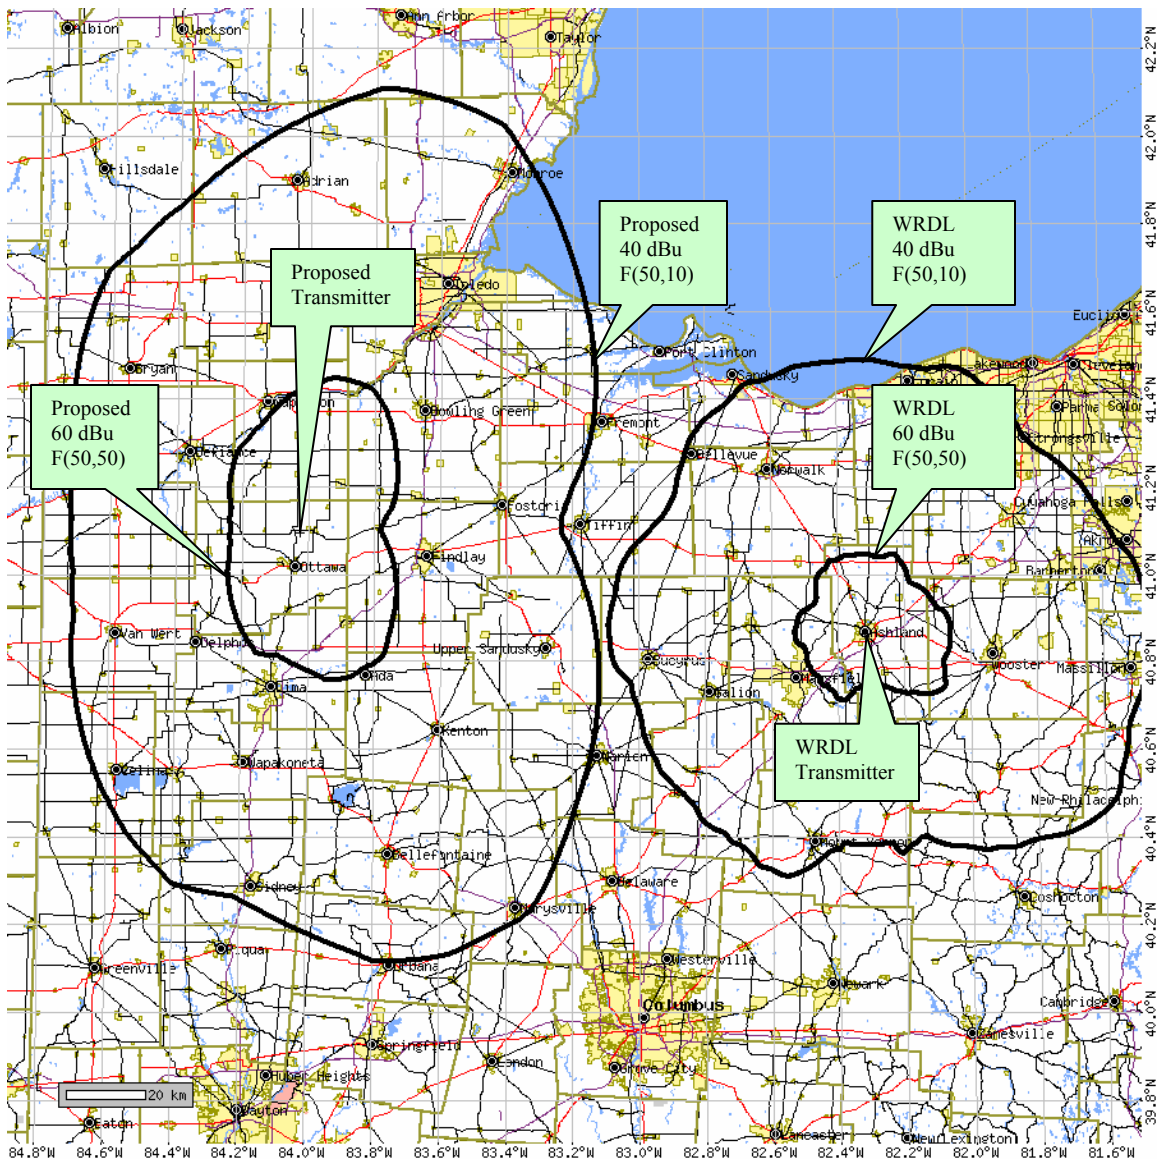 Ann Arbor
Albion
Jackson
Taylor
42.2°N
42.0°N
Hillsdale
Adrian
Monroe
Proposed
40 dBu
F(50,10)
WRDL
40 dBu
F(50,10)
41.8°N
Proposed
Transmitter
Toledo
41.6°N
Port Clinton
Bryan
Sandusky
Proposed
60 dBu
F(50,50)
WRDL
60 dBu
F(50,50)
Bowling Green
Fremont
Parma
Solon
41.4°N
Strongsville
Defiance
Bellevue
Norwalk
Cuyahoga Falls
41.2°N
Fostoria
Tiffin
Akron
Findlay
Ottawa
Barberton
41.0°N
Van Wert
Delphos
Upper Sandusky
Ashland
Bucyrus
Wooster
Massillon
40.8°N
Ada
Lima
Galion
Mansfield
Kenton
WRDL
Transmitter
Wapakoneta
Marion
Celina
40.6°N
New Philadelphi
40.4°N
Mount Vernon
Bellefontaine
Sidney
Delaware
Coshocton
Marysville
40.2°N
Piqua
Urbana
Westerville
Greenville
Newark
Columbus
Cambridge
40.0°N
Zanesville
Springfield
London
Grove City
Huber Heights
20 km
39.8°N
Dayton
Eaton
Lancaster
New Lexington
84.8°N 84.6°N 84.4°N 84.2°N 84.0°N 83.8°N 83.6°N 83.4°N 83.2°N 83.0°N 82.8°N 82.6°N 82.4°N 82.2°N 82.0°N 81.8°N 81.6°N